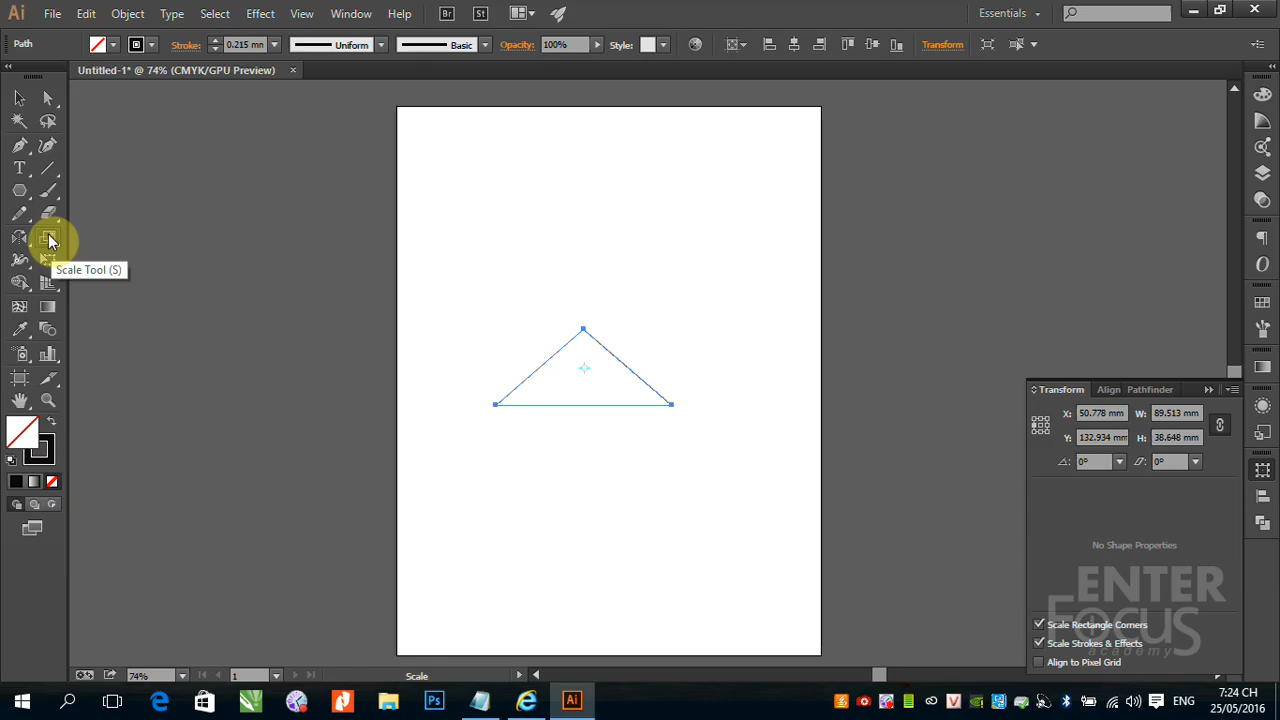 Ai File Edit Object Type Select Effect View Window Help Br St Essentials
Path Stroke: 0.215 mn Uniform Basic Opacity: 100% Style: Transform
Untitled-1* @ 74% (CMYK/GPU Preview) ×
T
Scale Tool (S)
Transform Align Pathfinder
X: 50.778 mm W: 89.513 mm
Y: 132.934 mm H: 38.648 mm
0° 0°
No Shape Properties
ENTER
FOCUS
academy
Scale Rectangle Corners
Scale Strokes & Effects
Align to Pixel Grid
74% 1 Scale
Ps Ai V ENG 7:24 CH
25/05/2016